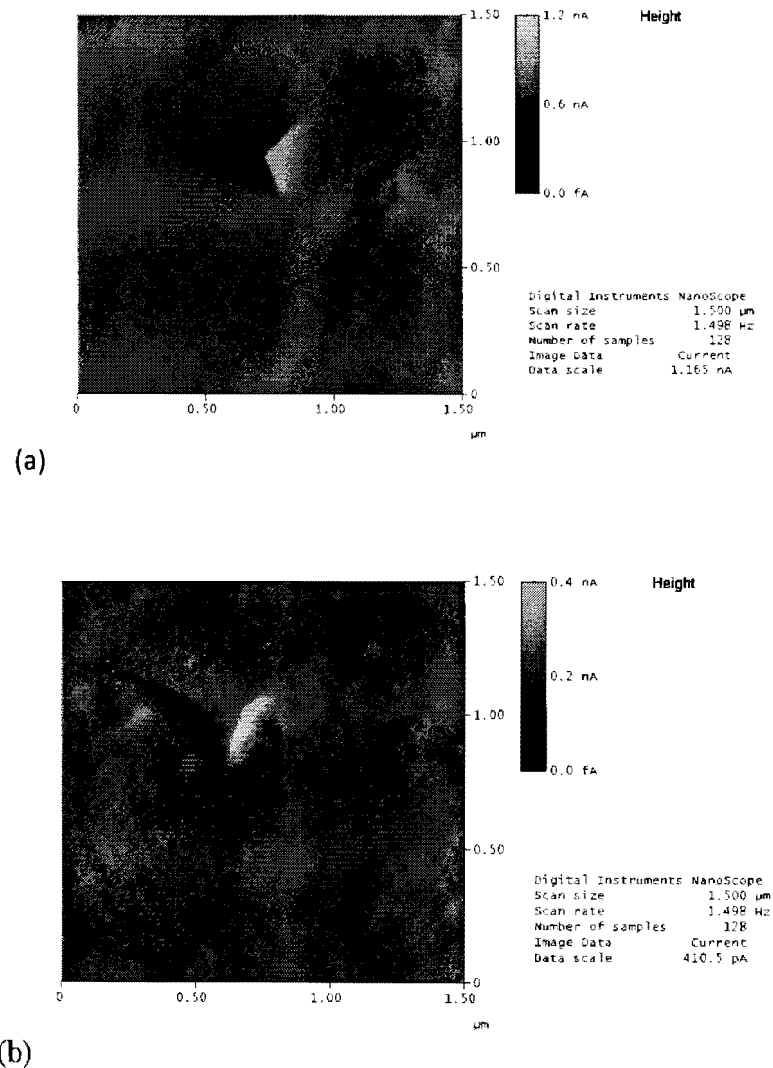 1.50
1.2 nA Height
0.6 nA
1.00
0.0 fA
0.50
Digital Instruments NanoScope
Scan size 1.500 µm
Scan rate 1.498 Hz
Number of samples 128
Image Data Current
Data scale 1.165 nA
0
0 0.50 1.00 1.50
µm
(a)
1.50
0.4 nA Height
0.2 nA
1.00
0.0 fA
0.50
Digital Instruments NanoScope
Scan size 1.500 µm
Scan rate 1.498 Hz
Number of samples 128
Image Data Current
Data scale 410.5 pA
0
0 0.50 1.00 1.50
µm
(b)